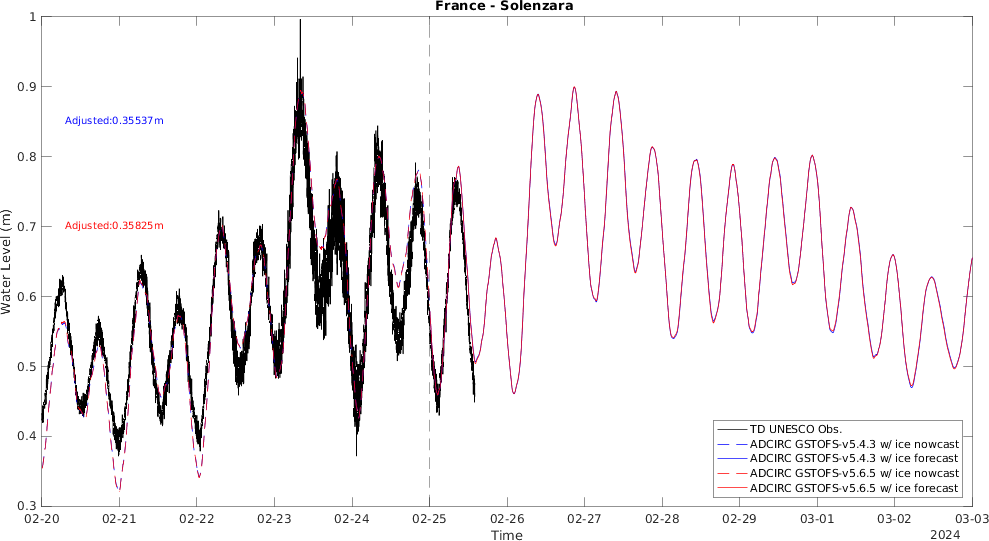 France - Solenzara
Water Level (m)
1
0.9
0.8
0.7
0.6
0.5
0.4
0.3
Adjusted:0.35537m
Adjusted:0.35825m
TD UNESCO Obs.
ADCIRC GSTOFS-v5.4.3 w/ ice nowcast
ADCIRC GSTOFS-v5.4.3 w/ ice forecast
ADCIRC GSTOFS-v5.6.5 w/ ice nowcast
ADCIRC GSTOFS-v5.6.5 w/ ice forecast
02-20 02-21 02-22 02-23 02-24 02-25 02-26 02-27 02-28 02-29 03-01 03-02 03-03
Time
2024